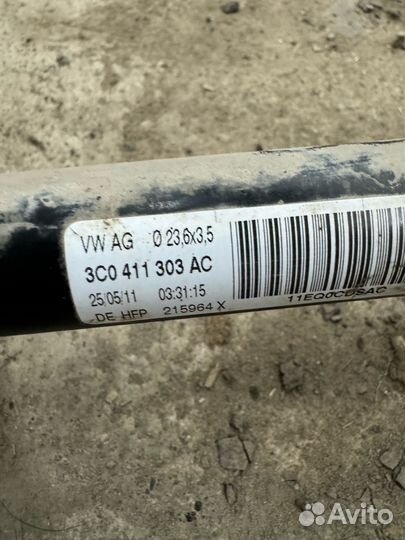 VW AG Ø 23,6x3,5
3C0 411 303 AC
25/05/11 03:31:15
DE HFP 215964 X
11EQ0CDSAC
Avito